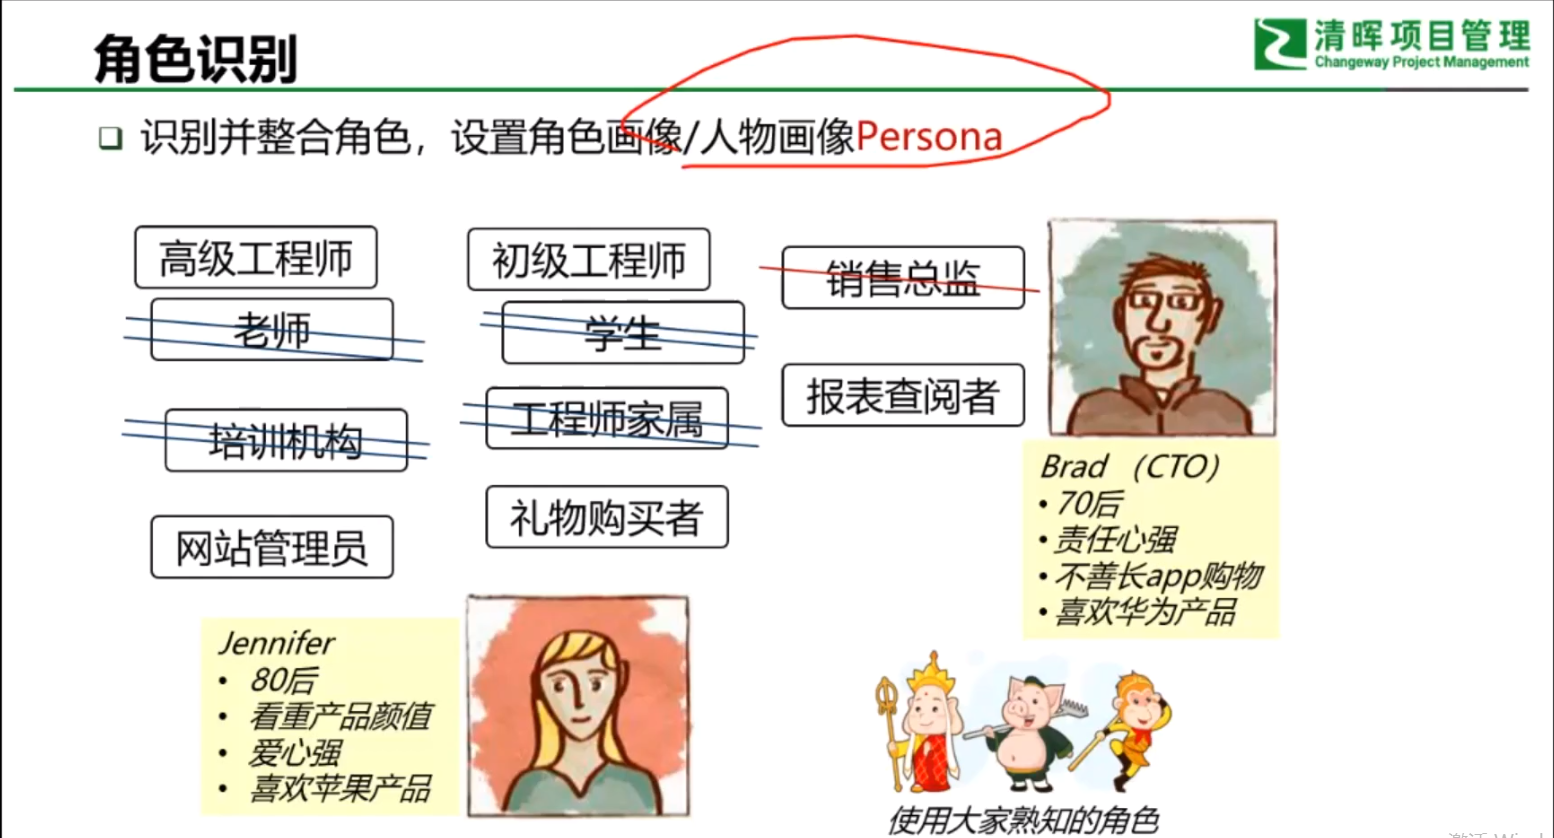 角色识别
清晖项目管理
Changeway Project Management
识别并整合角色，设置角色画像/人物画像Persona
高级工程师
初级工程师
销售总监
老师
学生
报表查阅者
培训机构
工程师家属
网站管理员
礼物购买者
Brad （CTO）
• 70后
• 责任心强
• 不善长app购物
• 喜欢华为产品
Jennifer
• 80后
• 看重产品颜值
• 爱心强
• 喜欢苹果产品
使用大家熟知的角色